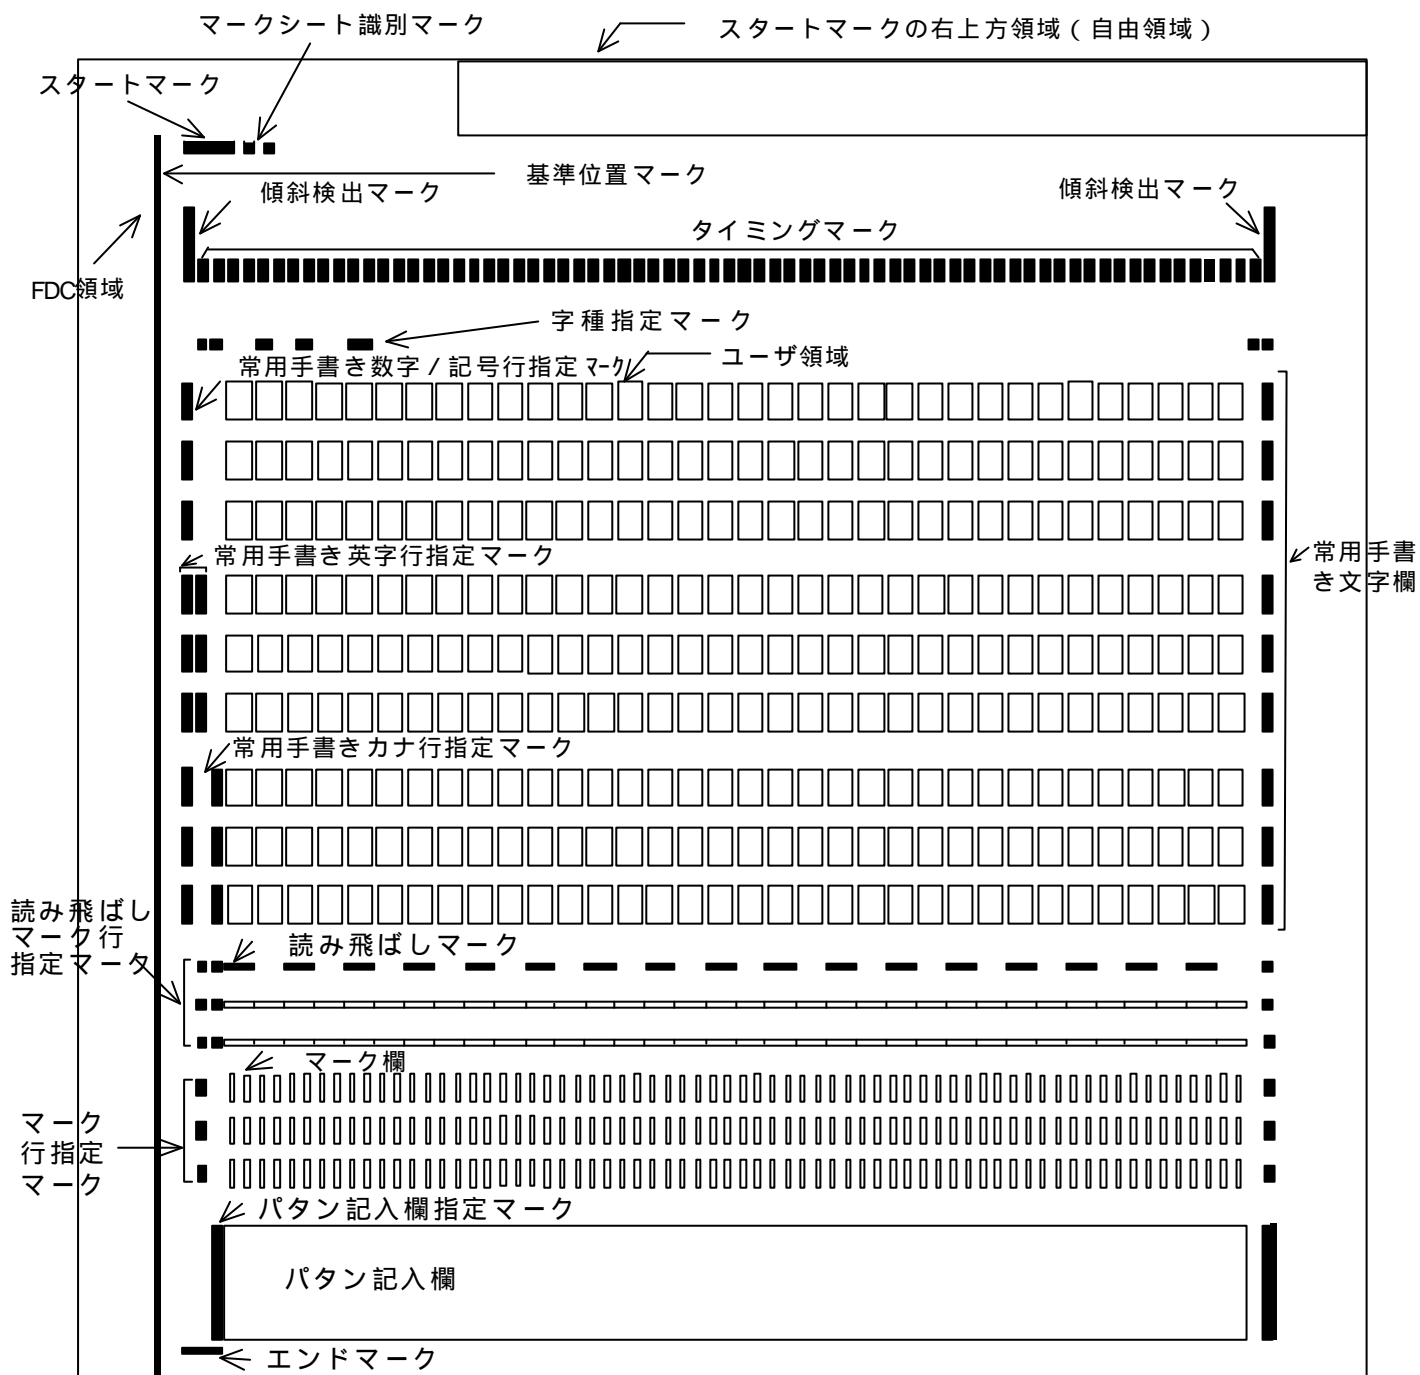 マークシート識別マーク
スタートマークの右上方領域(自由領域)
スタートマーク
基準位置マーク
傾斜検出マーク
傾斜検出マーク
タイミングマーク
FDC領域
字種指定マーク
常用手書き数字/記号行指定マーク
ユーザ領域
常用手書き英字行指定マーク
常用手書
き文字欄
常用手書きカナ行指定マーク
読み飛ばし
マーク行
指定マーク
読み飛ばしマーク
マーク欄
マーク
行指定
マーク
パタン記入欄指定マーク
パタン記入欄
エンドマーク